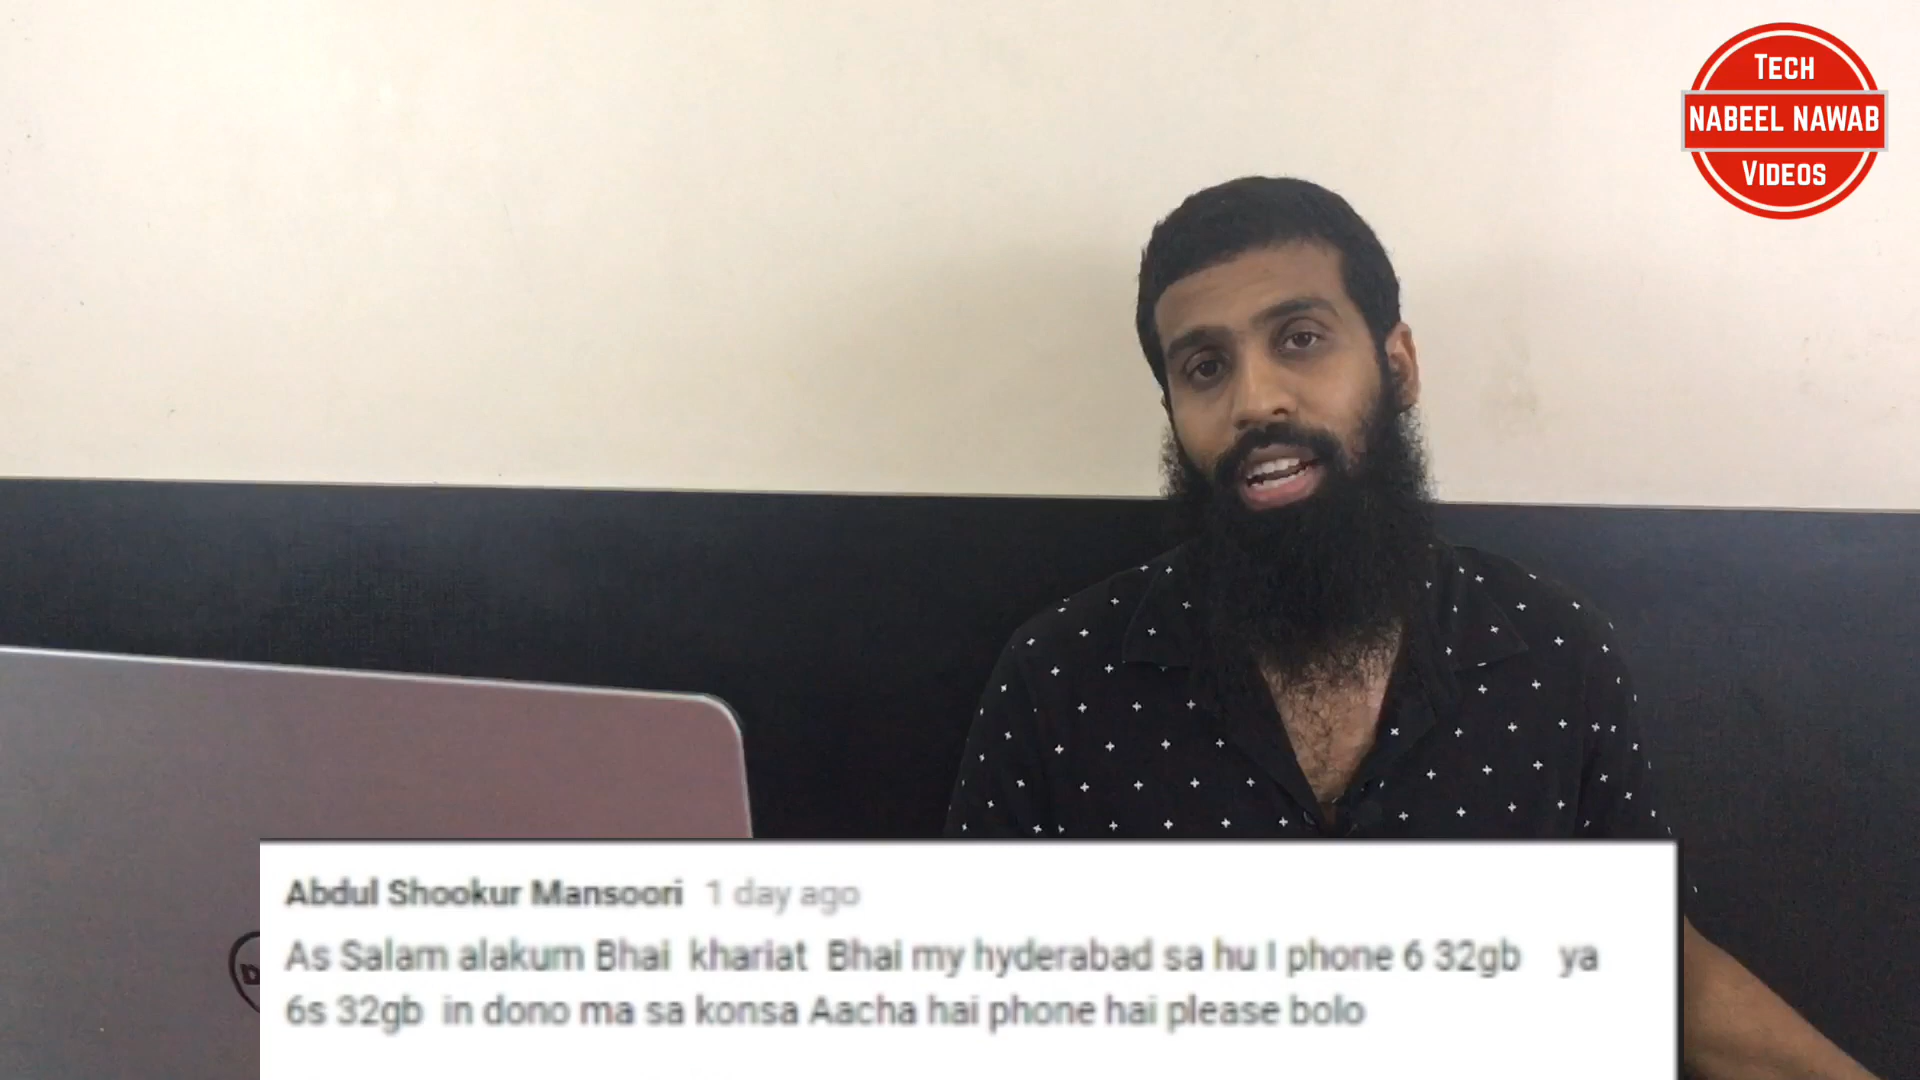 TECH
NABEEL NAWAB
VIDEOS
Abdul Shookur Mansoori 1 day ago
As Salam alakum Bhai khariat Bhai my hyderabad sa hu I phone 6 32gb ya
6s 32gb in dono ma sa konsa Aacha hai phone hai please bolo